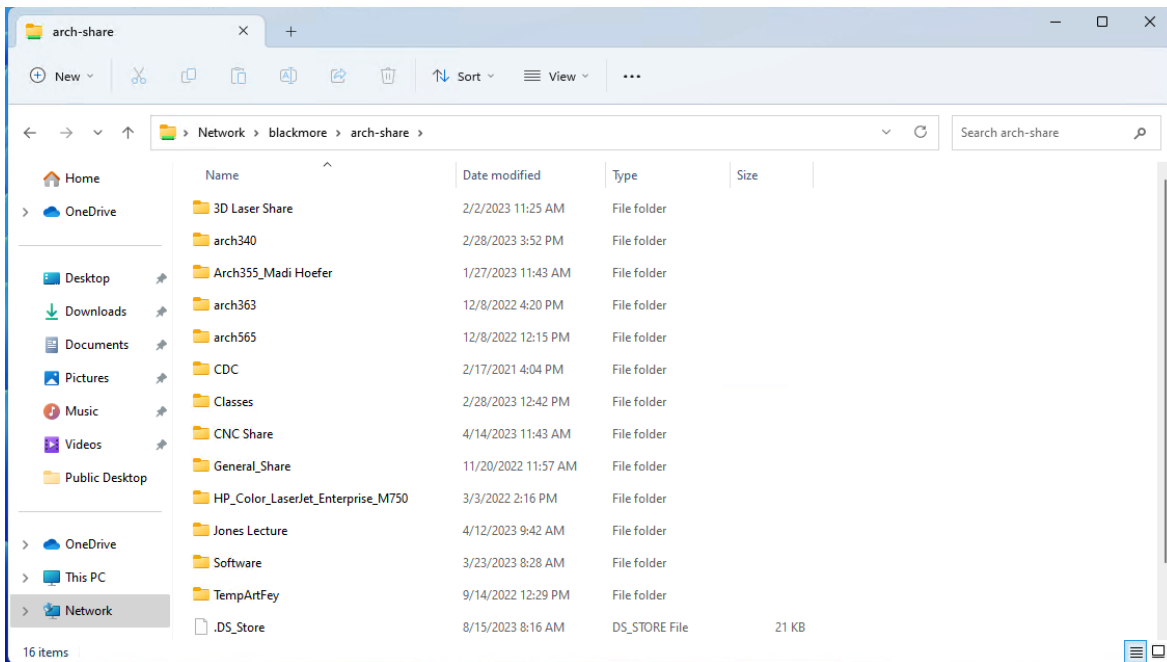 arch-share
New
Sort
View
Network > blackmore > arch-share >
Search arch-share
Home
OneDrive
Desktop
Downloads
Documents
Pictures
Music
Videos
Public Desktop
OneDrive
This PC
Network
Name Date modified Type Size
3D Laser Share 2/2/2023 11:25 AM File folder
arch340 2/28/2023 3:52 PM File folder
Arch355_Madi Hoefer 1/27/2023 11:43 AM File folder
arch363 12/8/2022 4:20 PM File folder
arch565 12/8/2022 12:15 PM File folder
CDC 2/17/2021 4:04 PM File folder
Classes 2/28/2023 12:42 PM File folder
CNC Share 4/14/2023 11:43 AM File folder
General_Share 11/20/2022 11:57 AM File folder
HP_Color_LaserJet_Enterprise_M750 3/3/2022 2:16 PM File folder
Jones Lecture 4/12/2023 9:42 AM File folder
Software 3/23/2023 8:28 AM File folder
TempArtFey 9/14/2022 12:29 PM File folder
.DS_Store 8/15/2023 8:16 AM DS_STORE File 21 KB
16 items